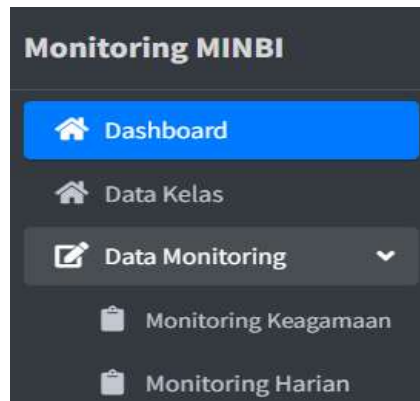 Monitoring MINBI
Dashboard
Data Kelas
Data Monitoring
Monitoring Keagamaan
Monitoring Harian